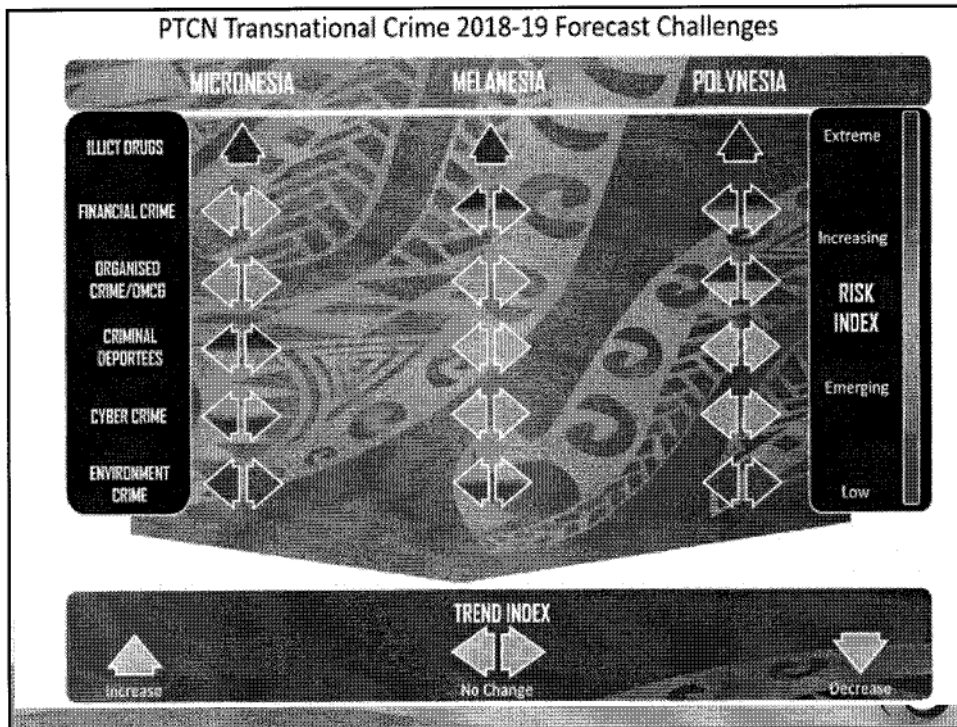 PTCN Transnational Crime 2018-19 Forecast Challenges
MICRONESIA MELANESIA POLYNESIA
ILLICT DRUGS
FINANCIAL CRIME
ORGANISED
CRIME/OMCG
CRIMINAL
DEPORTEES
CYBER CRIME
ENVIRONMENT
CRIME
Extreme
Increasing
RISK
INDEX
Emerging
Low
TREND INDEX
Increase
No Change
Decrease